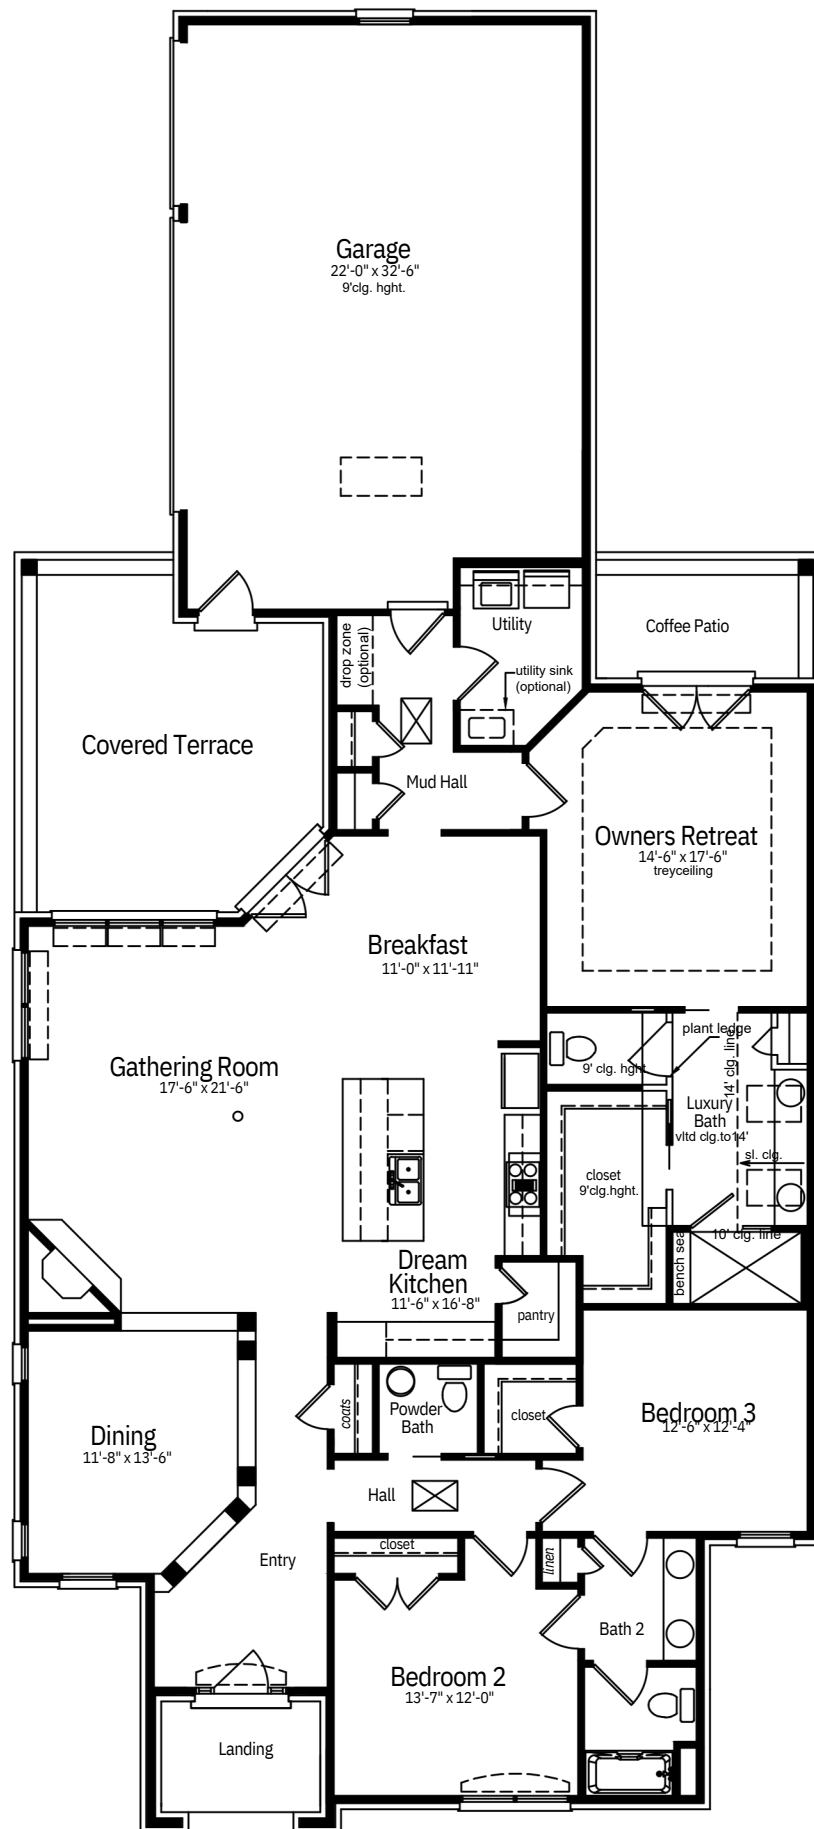 Garage
22'-0" x 32'-6"
9'clg. hght.
drop zone
(optional)
Utility
utility sink
(optional)
Coffee Patio
Covered Terrace
Mud Hall
Owners Retreat
14'-6" x 17'-6"
treyceiling
Breakfast
11'-0" x 11'-11"
plant ledge
9' clg. hght
14' clg. line
Gathering Room
17'-6" x 21'-6"
Luxury
Bath
vltd clg.to14'
sl. clg.
closet
9'clg.hght.
10' clg. line
bench sea
Dream
Kitchen
11'-6" x 16'-8"
pantry
coats
Powder
Bath
closet
Bedroom 3
12'-6" x 12'-4"
Dining
11'-8" x 13'-6"
Hall
closet
linen
Entry
Bath 2
Bedroom 2
13'-7" x 12'-0"
Landing